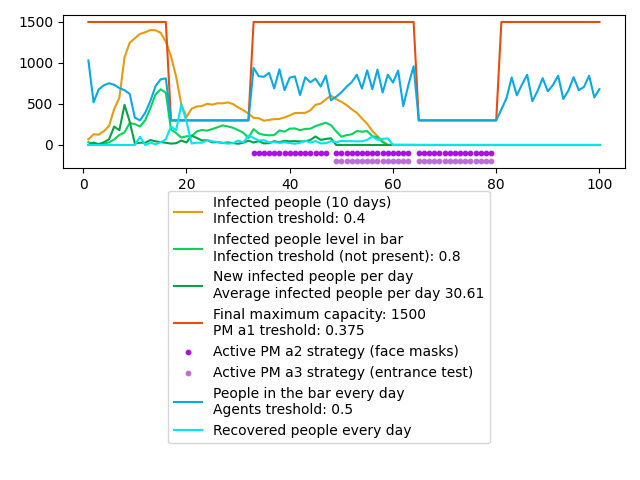 1500
1000
500
0
0 20 40 60 80 100
Infected people (10 days)
Infection treshold: 0.4
Infected people level in bar
Infection treshold (not present): 0.8
New infected people per day
Average infected people per day 30.61
Final maximum capacity: 1500
PM a1 treshold: 0.375
Active PM a2 strategy (face masks)
Active PM a3 strategy (entrance test)
People in the bar every day
Agents treshold: 0.5
Recovered people every day